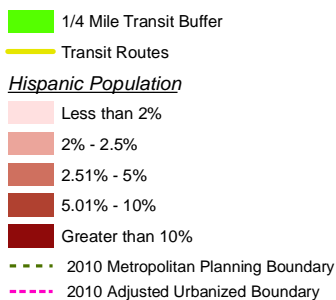 1/4 Mile Transit Buffer
Transit Routes
Hispanic Population
Less than 2%
2% - 2.5%
2.51% - 5%
5.01% - 10%
Greater than 10%
2010 Metropolitan Planning Boundary
2010 Adjusted Urbanized Boundary